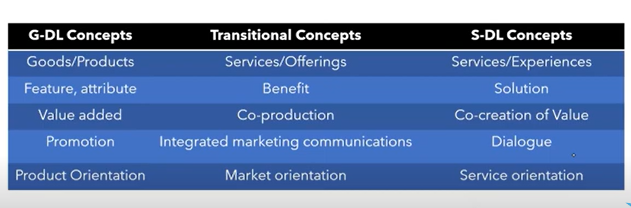 G-DL Concepts Transitional Concepts S-DL Concepts
Goods/Products Services/Offerings Services/Experiences
Feature, attribute Benefit Solution
Value added Co-production Co-creation of Value
Promotion Integrated marketing communications Dialogue
Product Orientation Market orientation Service orientation